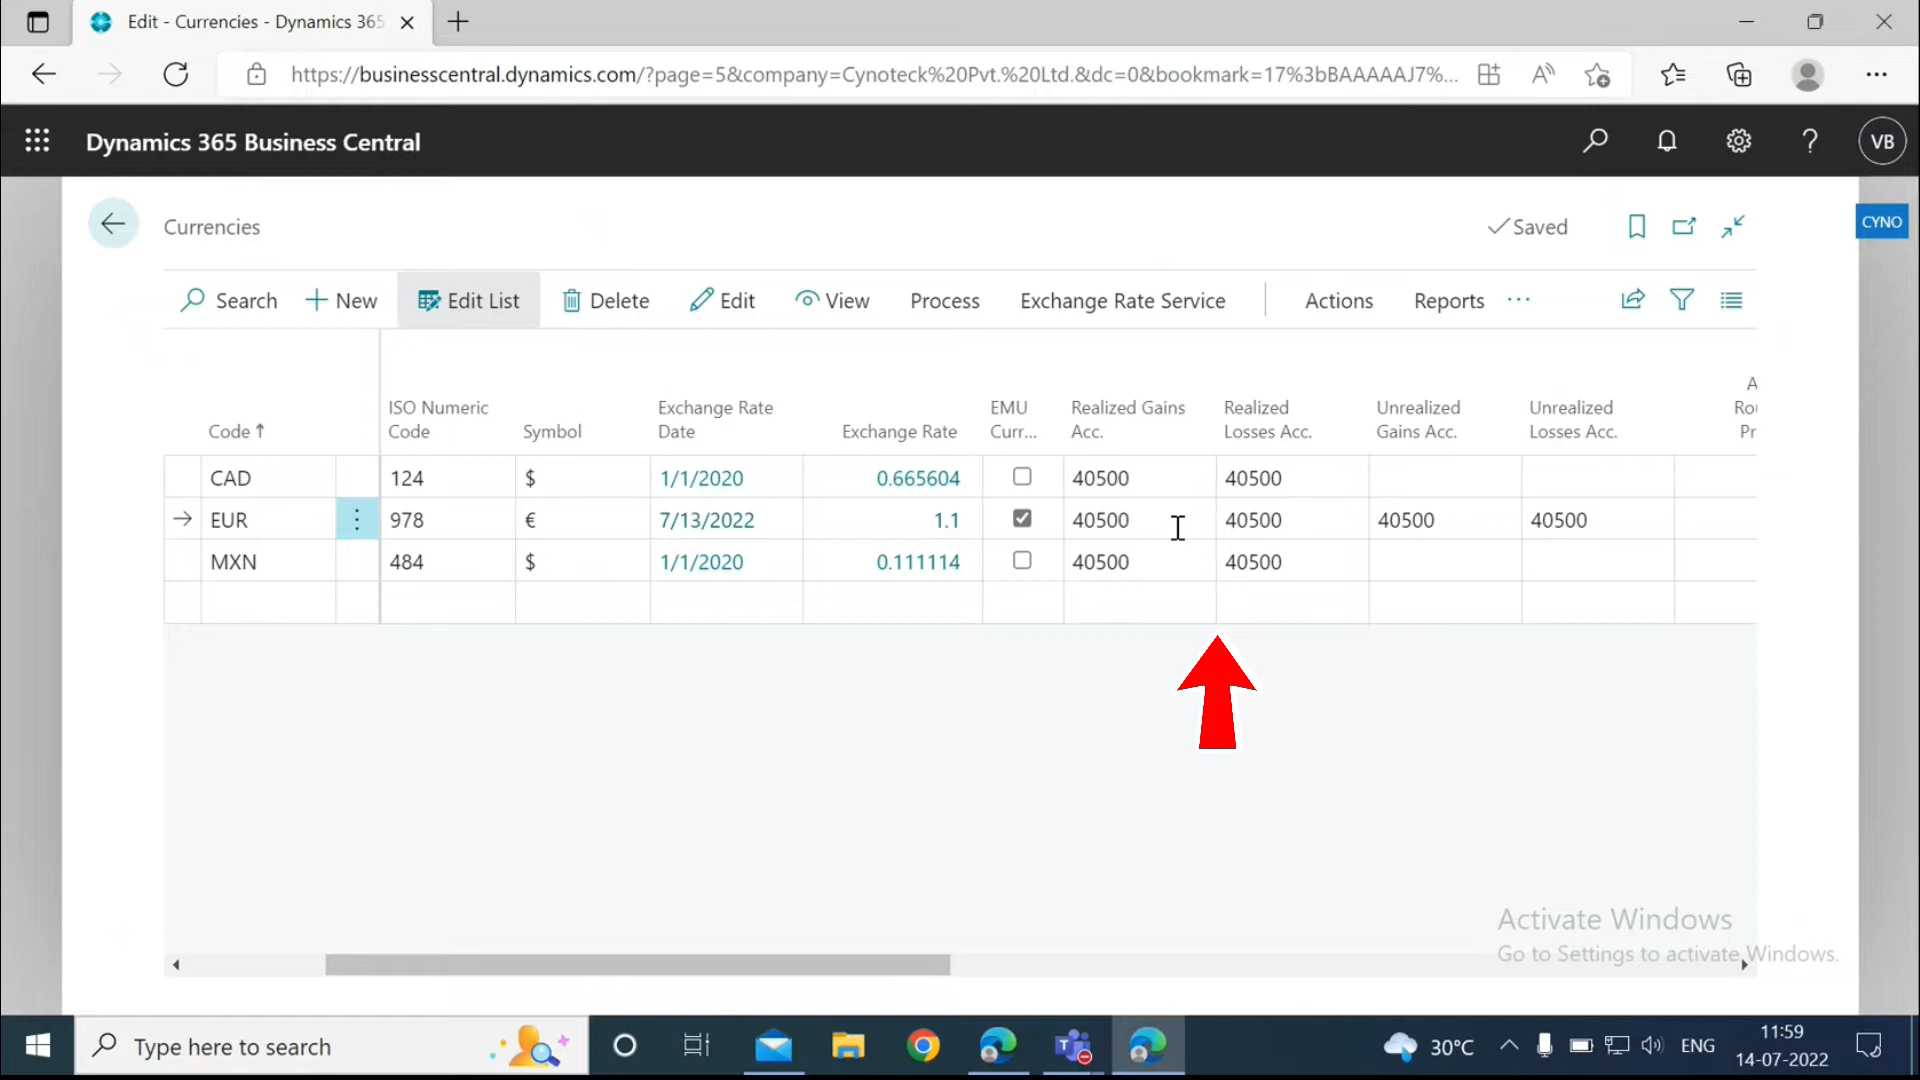 Edit - Currencies - Dynamics 365
https://businesscentral.dynamics.com/?page=5&company=Cynoteck%20Pvt.%20Ltd.&dc=0&bookmark=17%3bBAAAAAJ7%...
Dynamics 365 Business Central
VB
Currencies
Saved
CYNO
Search New Edit List Delete Edit View Process Exchange Rate Service Actions Reports ...
Code ↑
ISO Numeric
Code
Symbol
Exchange Rate
Date
Exchange Rate
EMU
Curr...
Realized Gains
Acc.
Realized
Losses Acc.
Unrealized
Gains Acc.
Unrealized
Losses Acc.
A
Rou
Pr
CAD 124 $ 1/1/2020 0.665604 40500 40500
EUR 978 € 7/13/2022 1.1 40500 40500 40500 40500
MXN 484 $ 1/1/2020 0.111114 40500 40500
Activate Windows
Go to Settings to activate Windows.
Type here to search
30°C
ENG
11:59
14-07-2022